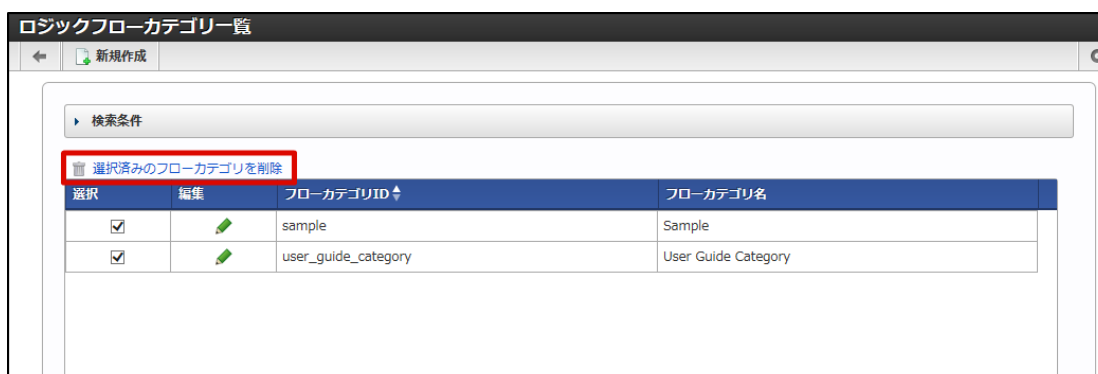 ロジックフローカテゴリ一覧
新規作成
検索条件
選択済みのフローカテゴリを削除
選択 編集 フローカテゴリID フローカテゴリ名
sample Sample
user_guide_category User Guide Category